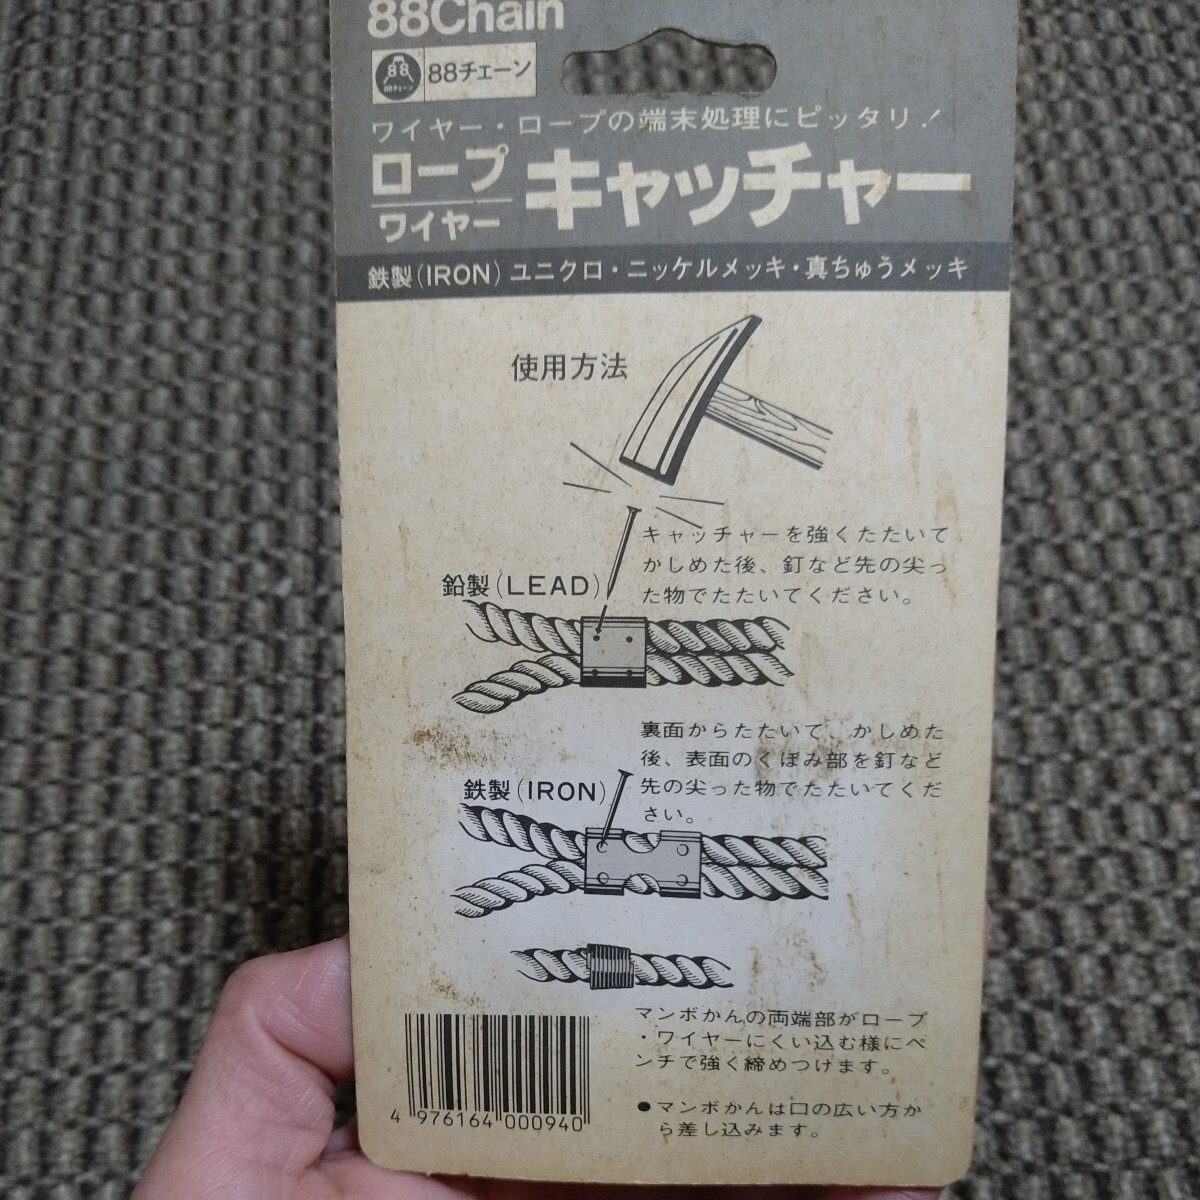 88Chain
88
88チェーン
88チェーン
ワイヤー・ロープの端末処理にピッタリ！
ロープ
ワイヤー
キャッチャー
鉄製(IRON) ユニクロ・ニッケルメッキ・真ちゅうメッキ
使用方法
キャッチャーを強くたたいて
かしめた後、釘など先の尖っ
た物でたたいてください。
鉛製(LEAD)
裏面からたたいて、かしめた
後、表面のくぼみ部を釘など
先の尖った物でたたいてくだ
さい。
鉄製(IRON)
マンボかんの両端部がロープ
・ワイヤーにくい込む様にペ
ンチで強く締めつけます。
●マンボかんは口の広い方か
ら差し込みます。
4 976164 000940